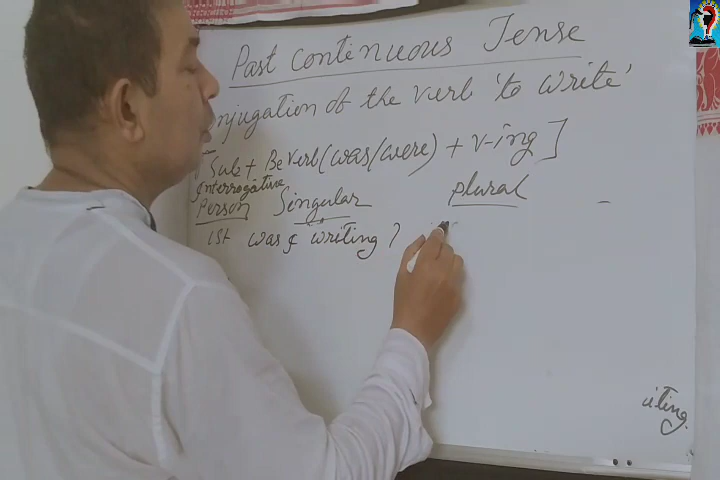 Past Continuous Tense
onjugation of the verb 'to write'
[Sub + Be verb (was/were) + v-ing]
Interrogative
Person Singular plural
1st was I writing ?
iting.